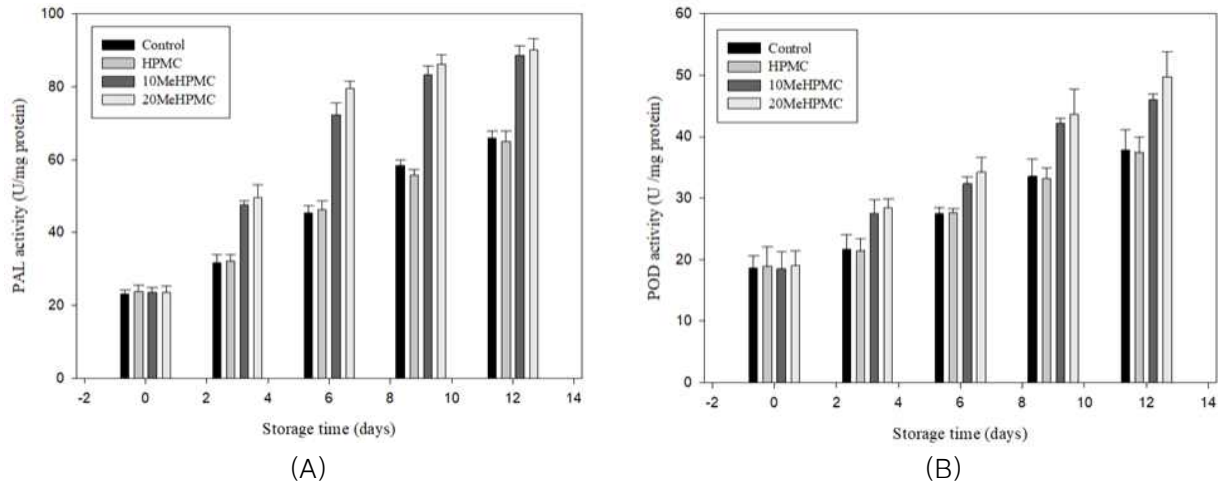 100
80
60
40
20
0
PAL activity (U/mg protein)
Control
HPMC
10MeHPMC
20MeHPMC
-2 0 2 4 6 8 10 12 14
Storage time (days)
(A)
60
50
40
30
20
10
0
POD activity (U /mg protein)
Control
HPMC
10MeHPMC
20MeHPMC
-2 0 2 4 6 8 10 12 14
Storage time (days)
(B)